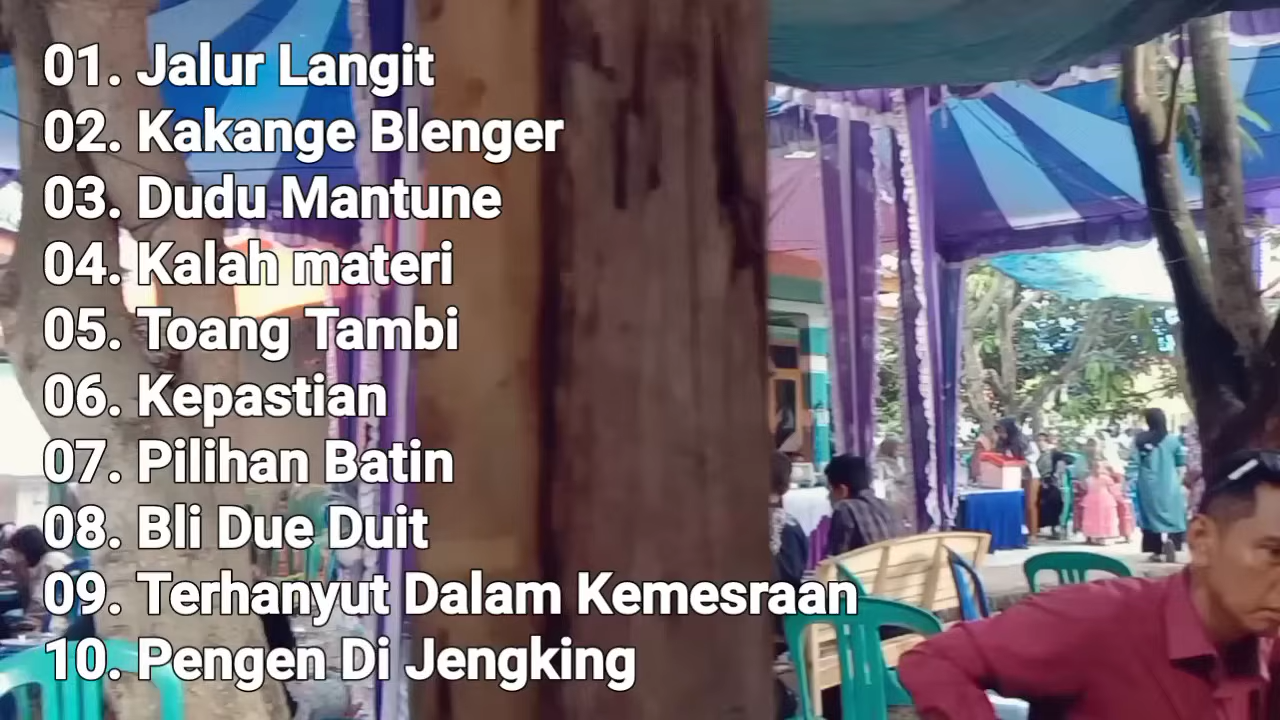 01. Jalur Langit
02. Kakange Blenger
03. Dudu Mantune
04. Kalah materi
05. Toang Tambi
06. Kepastian
07. Pilihan Batin
08. Bli Due Duit
09. Terhanyut Dalam Kemesraan
10. Pengen Di Jengking